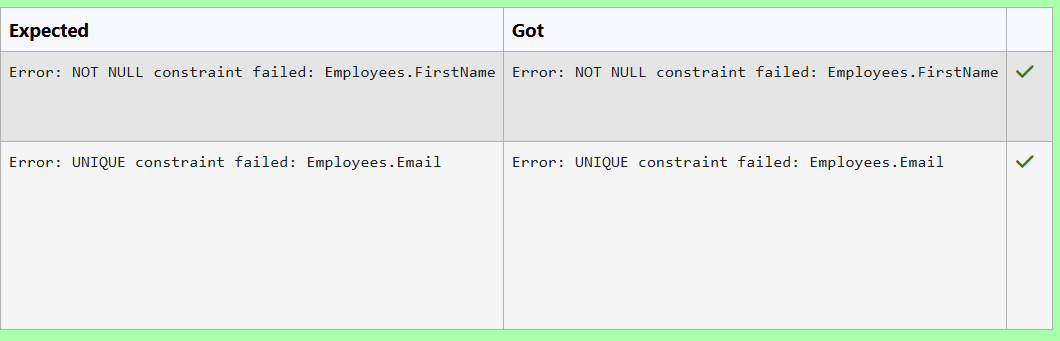 Expected Got
Error: NOT NULL constraint failed: Employees.FirstName Error: NOT NULL constraint failed: Employees.FirstName
Error: UNIQUE constraint failed: Employees.Email Error: UNIQUE constraint failed: Employees.Email